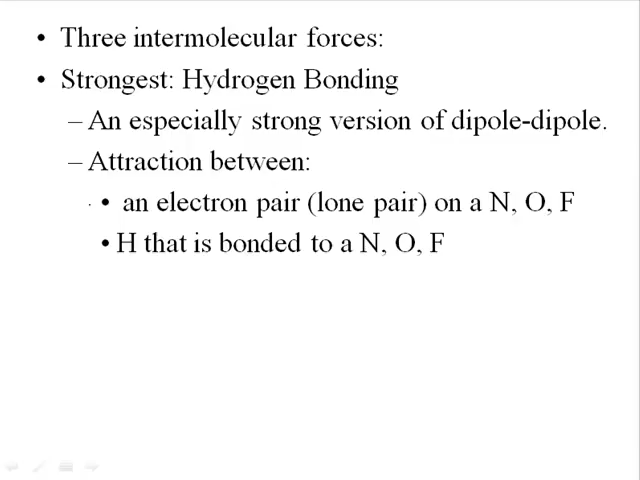 • Three intermolecular forces:
• Strongest: Hydrogen Bonding
– An especially strong version of dipole-dipole.
– Attraction between:
• an electron pair (lone pair) on a N, O, F
• H that is bonded to a N, O, F